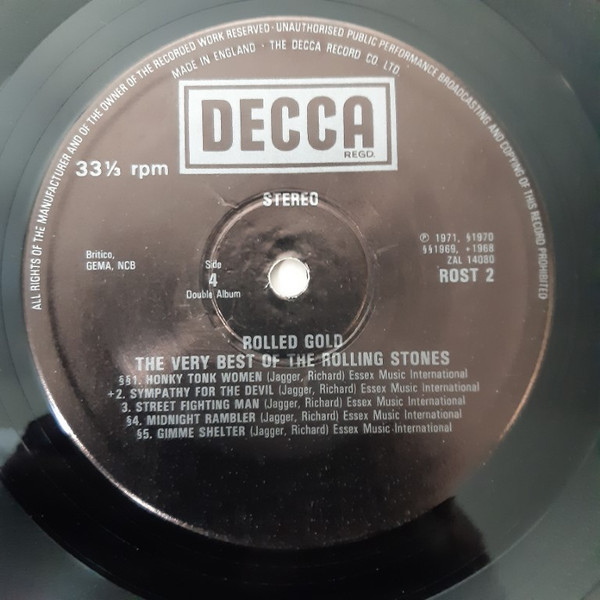 ALL RIGHTS OF THE MANUFACTURER AND OF THE OWNER OF THE RECORDED WORK RESERVED · UNAUTHORISED PUBLIC PERFORMANCE BROADCASTING AND COPYING OF THIS RECORD PROHIBITED
MADE IN ENGLAND · THE DECCA RECORD CO LTD.
DECCA
REGD.
33⅓ rpm
STEREO
Britico,
GEMA, NCB
Side
4
Double Album
℗ 1971, §1970
§§1969, +1968
ZAL 14080
ROST 2
ROLLED GOLD
THE VERY BEST OF THE ROLLING STONES
§§1. HONKY TONK WOMEN (Jagger, Richard) Essex Music International
+2. SYMPATHY FOR THE DEVIL (Jagger, Richard) Essex Music International
3. STREET FIGHTING MAN (Jagger, Richard) Essex Music International
§4. MIDNIGHT RAMBLER (Jagger, Richard) Essex Music International
§5. GIMME SHELTER (Jagger, Richard) Essex Music International